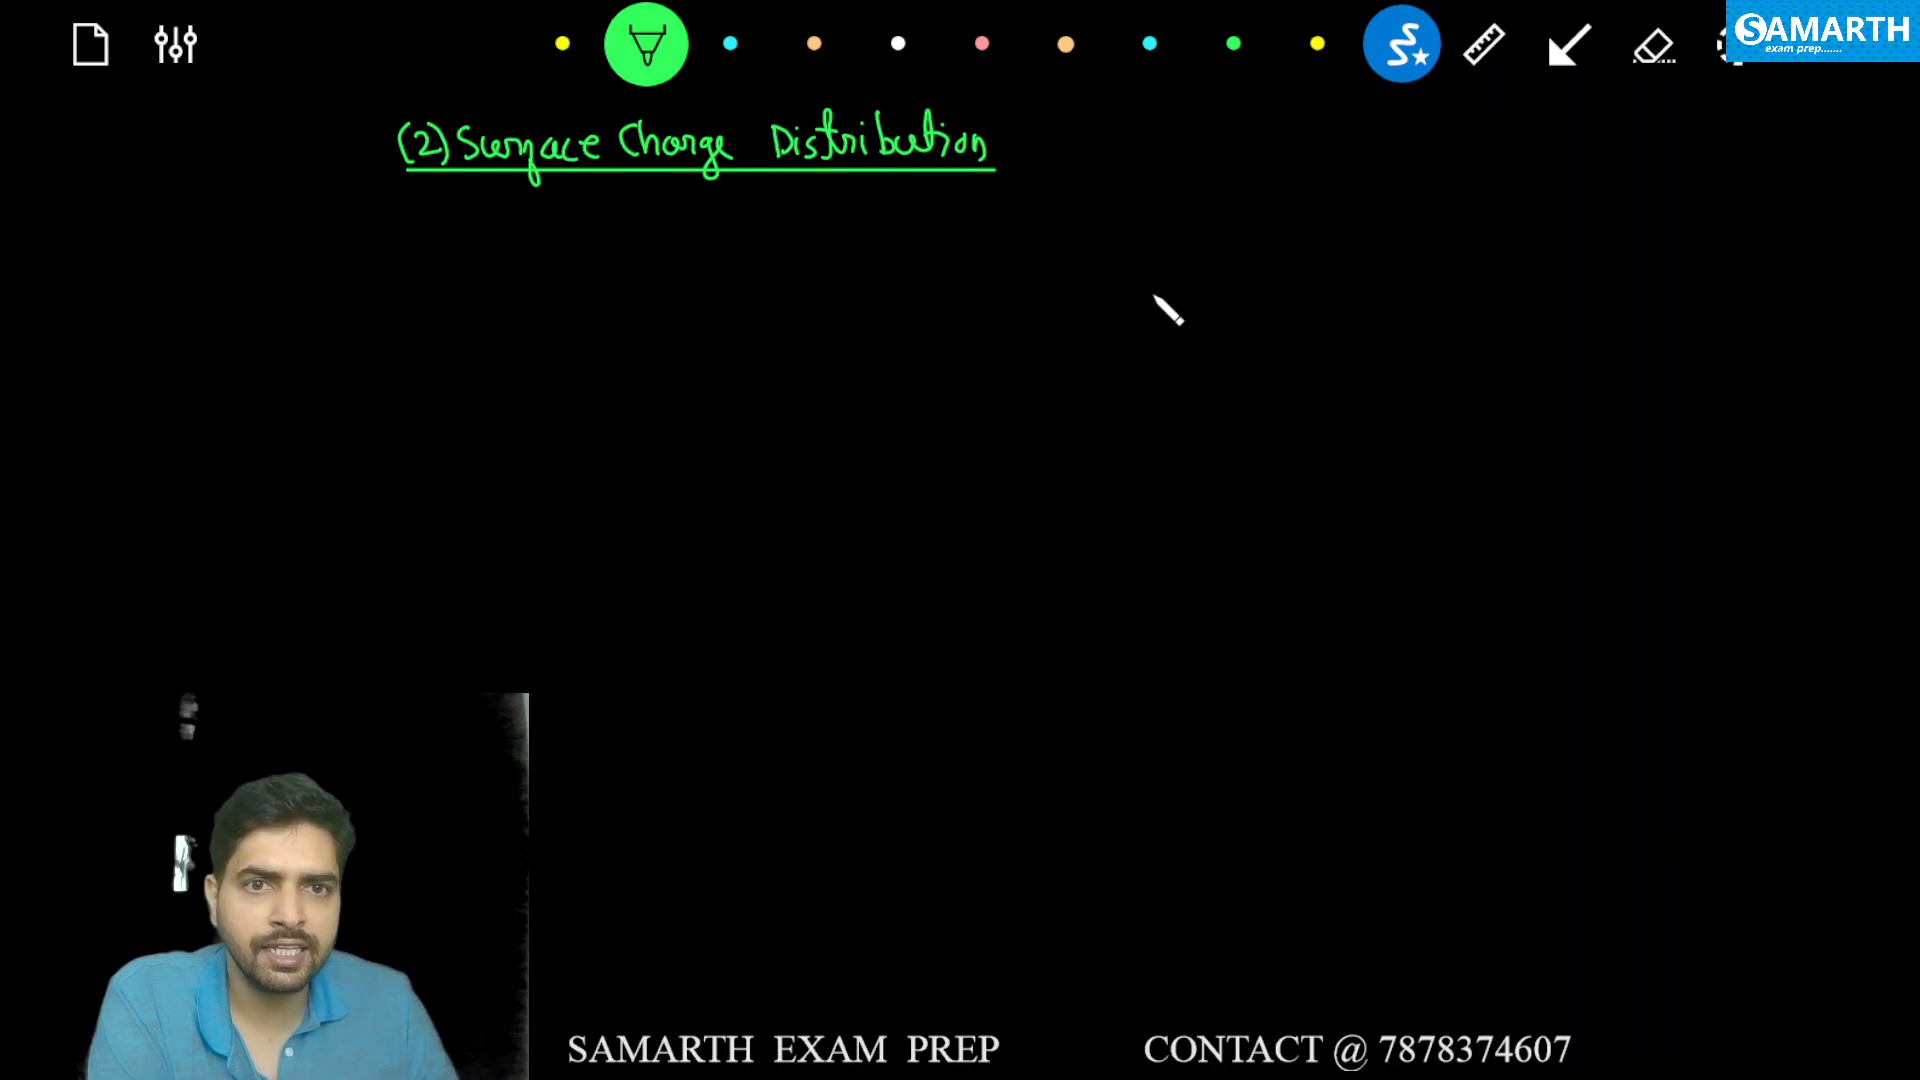 SAMARTH
exam prep.......
(2) Surface Charge Distribution
SAMARTH EXAM PREP
CONTACT @ 7878374607